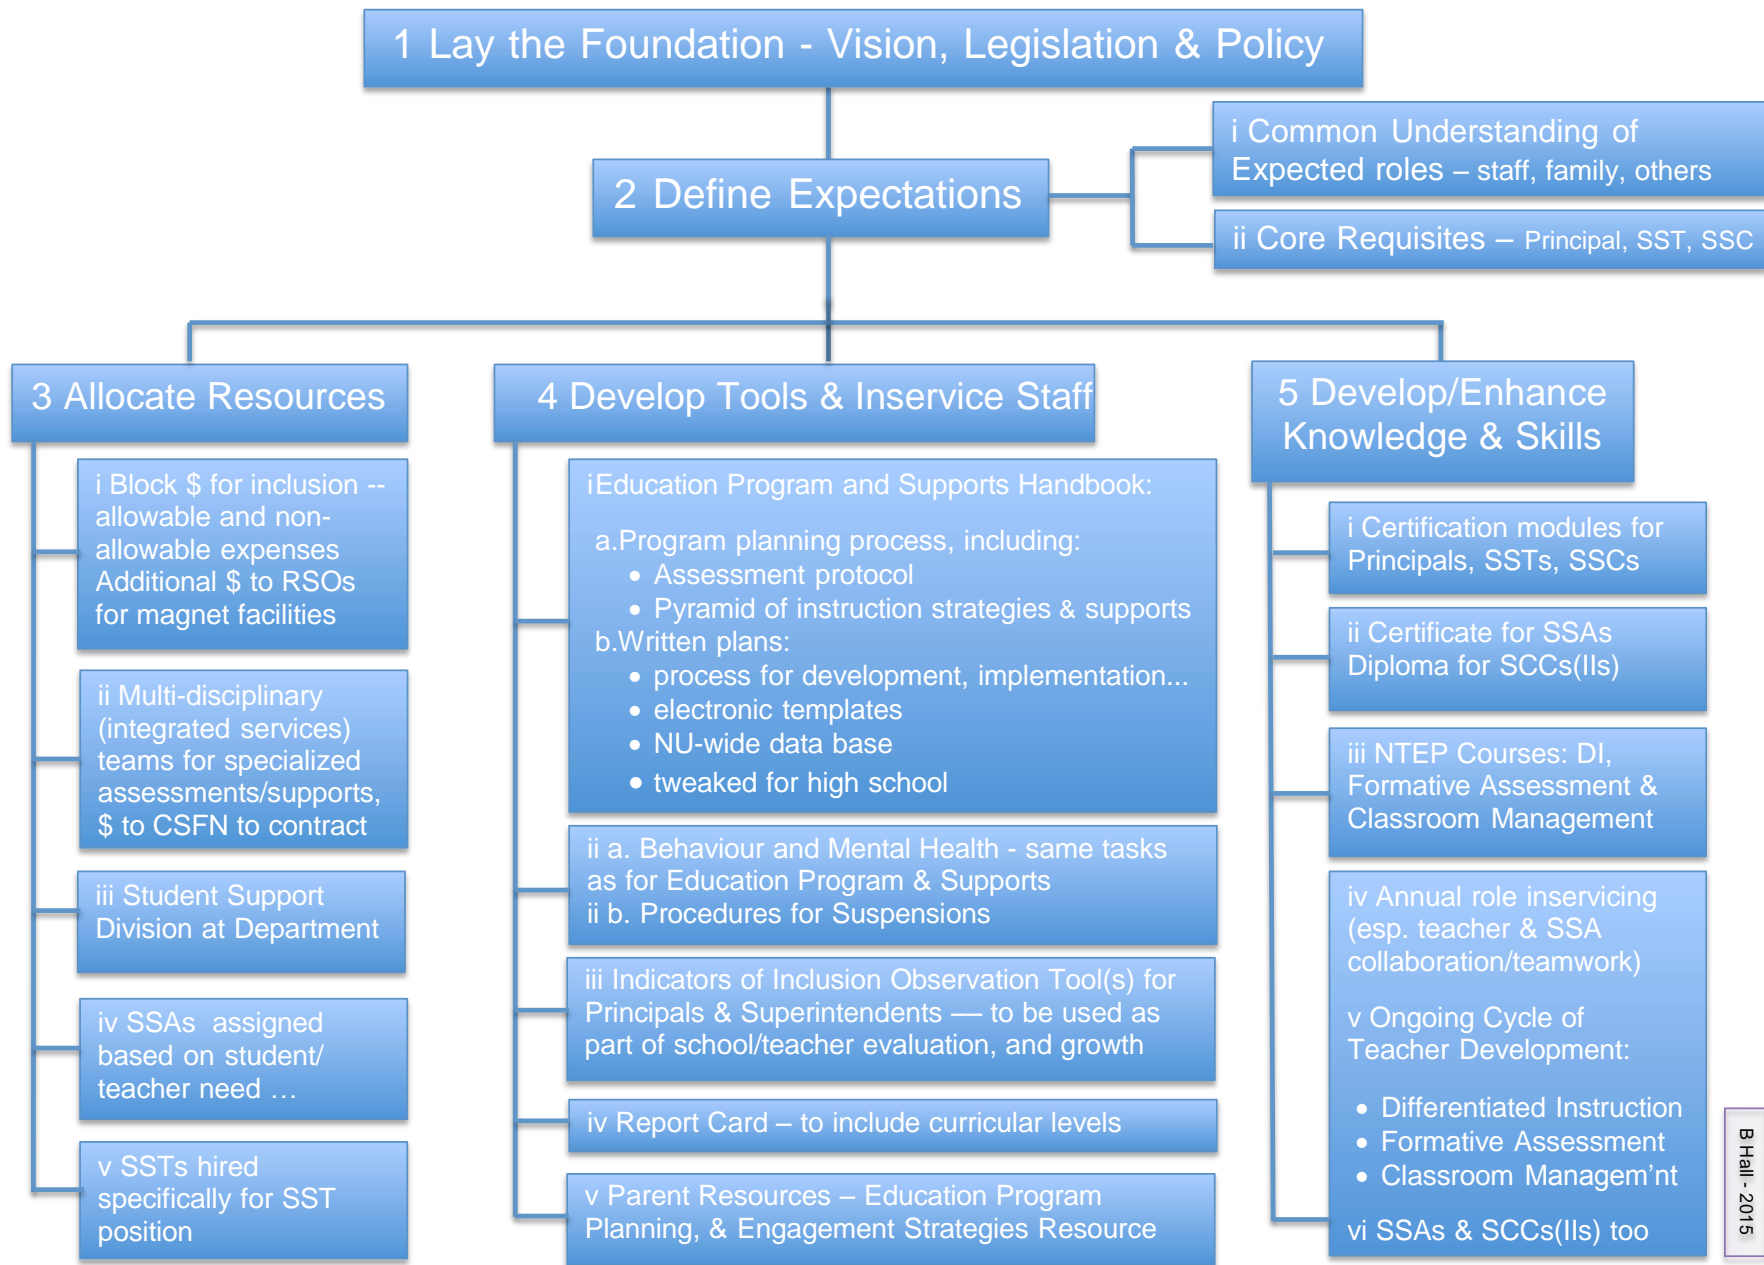 1 Lay the Foundation - Vision, Legislation & Policy
2 Define Expectations
i Common Understanding of
Expected roles – staff, family, others
ii Core Requisites – Principal, SST, SSC
3 Allocate Resources
i Block $ for inclusion --
allowable and non-
allowable expenses
Additional $ to RSOs
for magnet facilities
ii Multi-disciplinary
(integrated services)
teams for specialized
assessments/supports,
$ to CSFN to contract
iii Student Support
Division at Department
iv SSAs assigned
based on student/
teacher need …
v SSTs hired
specifically for SST
position
4 Develop Tools & Inservice Staff
iEducation Program and Supports Handbook:
a.Program planning process, including:
• Assessment protocol
• Pyramid of instruction strategies & supports
b.Written plans:
• process for development, implementation...
• electronic templates
• NU-wide data base
• tweaked for high school
ii a. Behaviour and Mental Health - same tasks
as for Education Program & Supports
ii b. Procedures for Suspensions
iii Indicators of Inclusion Observation Tool(s) for
Principals & Superintendents — to be used as
part of school/teacher evaluation, and growth
iv Report Card – to include curricular levels
v Parent Resources – Education Program
Planning, & Engagement Strategies Resource
5 Develop/Enhance
Knowledge & Skills
i Certification modules for
Principals, SSTs, SSCs
ii Certificate for SSAs
Diploma for SCCs(IIs)
iii NTEP Courses: DI,
Formative Assessment &
Classroom Management
iv Annual role inservicing
(esp. teacher & SSA
collaboration/teamwork)
v Ongoing Cycle of
Teacher Development:
• Differentiated Instruction
• Formative Assessment
• Classroom Managem’nt
vi SSAs & SCCs(IIs) too
B Hall - 2015